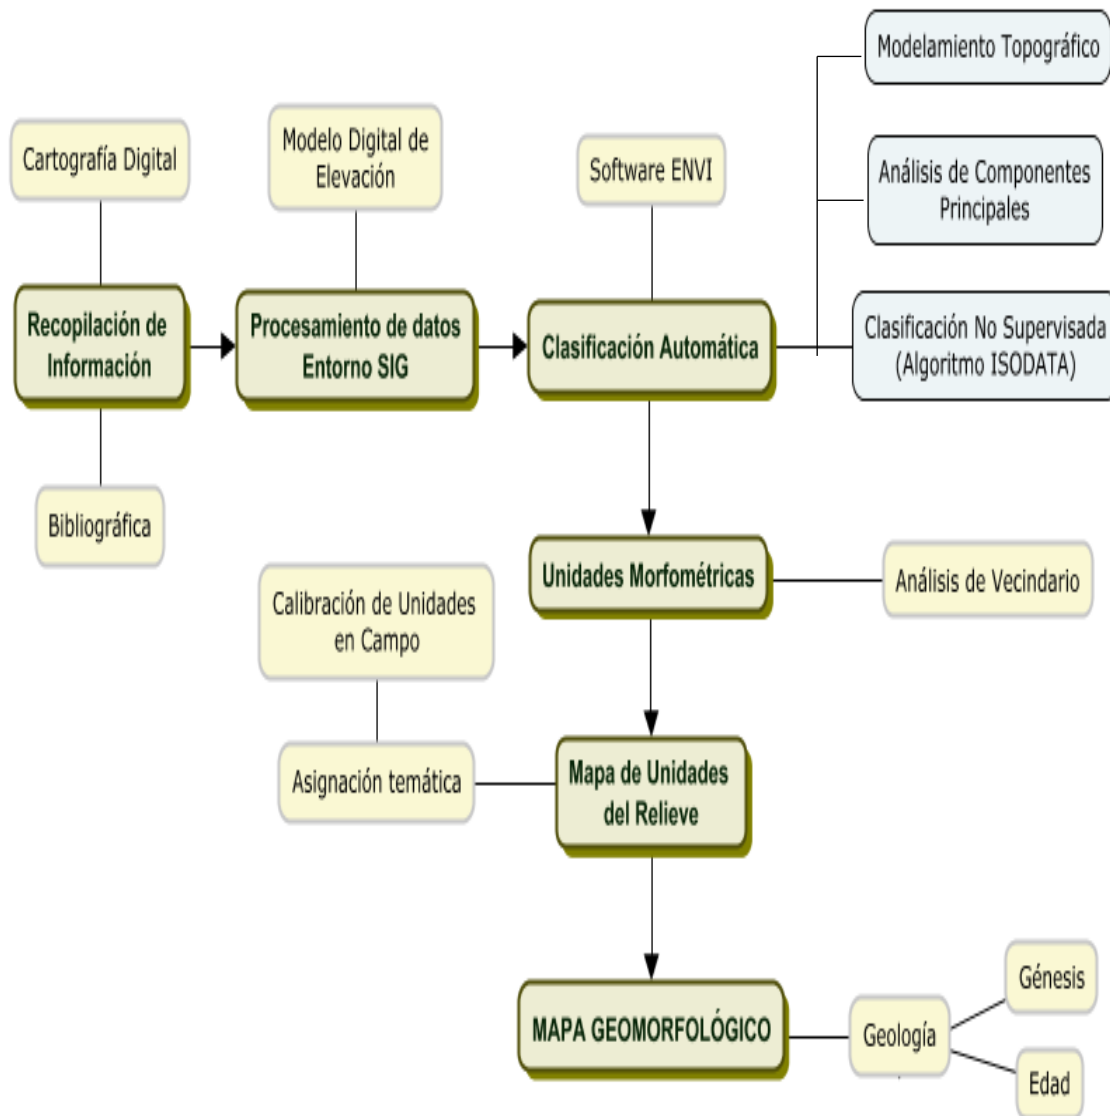 Modelamiento Topográfico
Cartografía Digital
Modelo Digital de
Elevación
Software ENVI
Análisis de Componentes
Principales
Recopilación de
Información
Procesamiento de datos
Entorno SIG
Clasificación Automática
Clasificación No Supervisada
(Algoritmo ISODATA)
Bibliográfica
Unidades Morfométricas
Análisis de Vecindario
Calibración de Unidades
en Campo
Asignación temática
Mapa de Unidades
del Relieve
MAPA GEOMORFOLÓGICO
Geología
Génesis
Edad